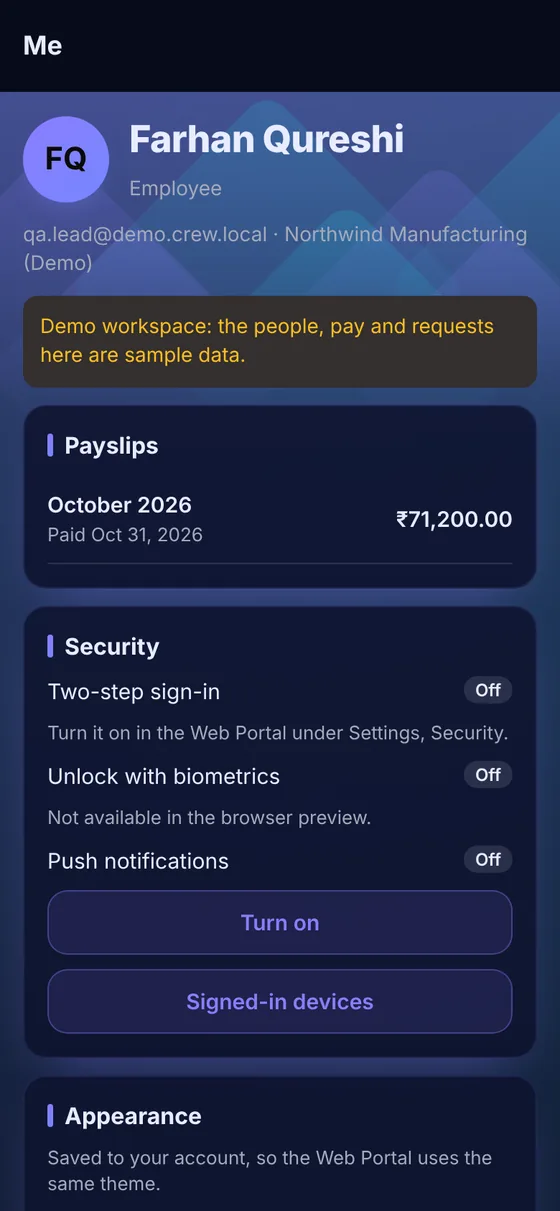 Me
FQ
Farhan Qureshi
Employee
qa.lead@demo.crew.local · Northwind Manufacturing
(Demo)
Demo workspace: the people, pay and requests
here are sample data.
Payslips
October 2026
Paid Oct 31, 2026
₹71,200.00
Security
Two-step sign-in
Off
Turn it on in the Web Portal under Settings, Security.
Unlock with biometrics
Off
Not available in the browser preview.
Push notifications
Off
Turn on
Signed-in devices
Appearance
Saved to your account, so the Web Portal uses the
same theme.